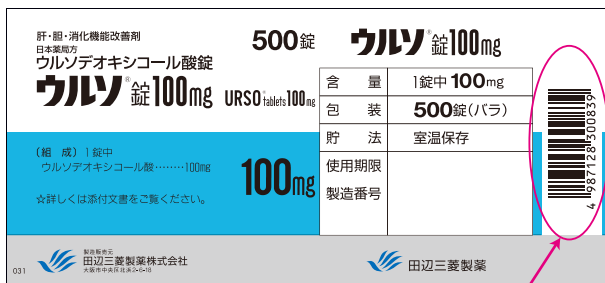 肝・胆・消化機能改善剤
日本薬局方
ウルソデオキシコール酸錠
ウルソ®錠100mg
500錠
URSO® tablets 100mg
(組 成) 1錠中
ウルソデオキシコール酸………100mg
☆詳しくは添付文書をご覧ください。
100mg
ウルソ®錠100mg
含 量 1錠中 100mg
包 装 500錠(バラ)
貯 法 室温保存
使用期限
製造番号
4 987128 300839
031
製造販売元
田辺三菱製薬株式会社
大阪市中央区北浜2-6-18
田辺三菱製薬